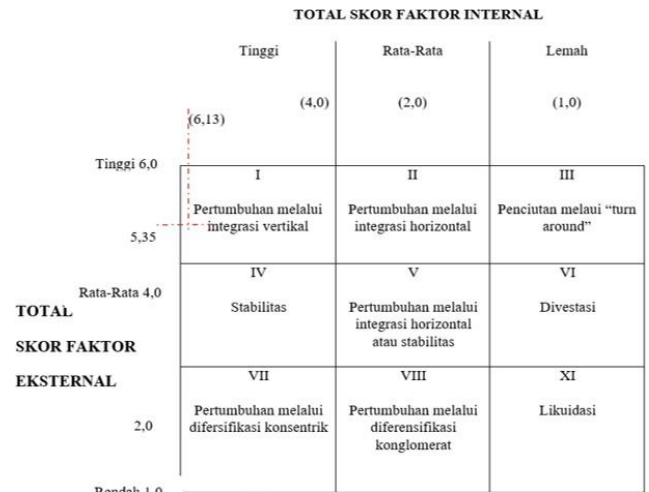 TOTAL SKOR FAKTOR INTERNAL
Tinggi Rata-Rata Lemah
(4,0) (2,0) (1,0)
(6,13)
Tinggi 6,0
I II III
Pertumbuhan melalui Pertumbuhan melalui Penciutan melaui “turn
integrasi vertikal integrasi horizontal around”
5,35
IV V VI
Rata-Rata 4,0
Stabilitas Pertumbuhan melalui Divestasi
TOTAL
integrasi horizontal
atau stabilitas
SKOR FAKTOR
EKSTERNAL
VII VIII XI
Pertumbuhan melalui Pertumbuhan melalui Likuidasi
2,0
difersifikasi konsentrik diferensifikasi
konglomerat
Rendah 1,0